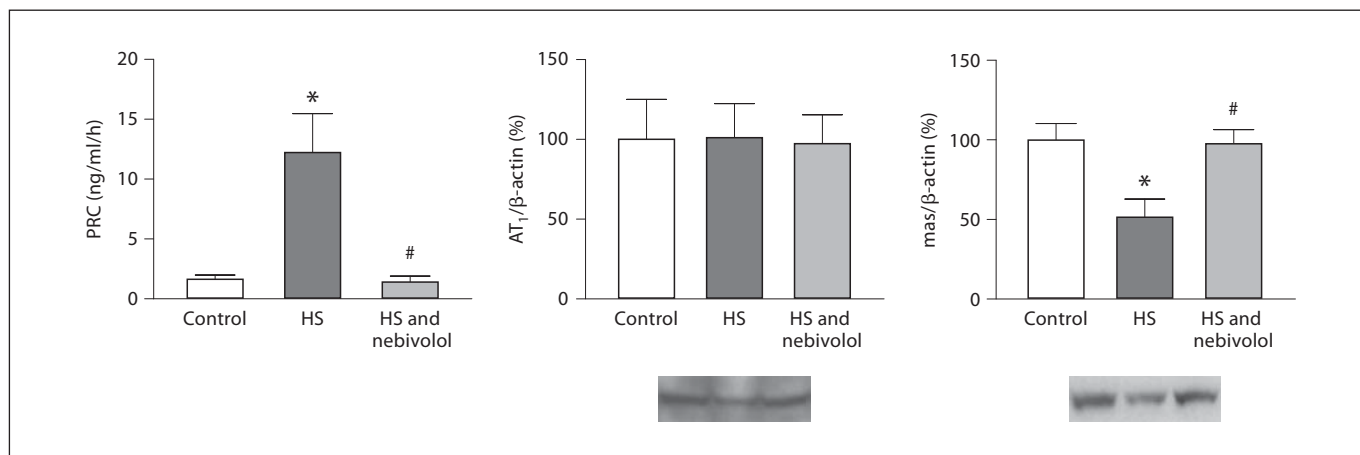 20
15
10
5
0
PRC (ng/ml/h)
*
#
Control
HS
HS and
nebivolol
150
100
50
0
AT₁/β-actin (%)
Control
HS
HS and
nebivolol
150
100
50
0
mas/β-actin (%)
*
#
Control
HS
HS and
nebivolol